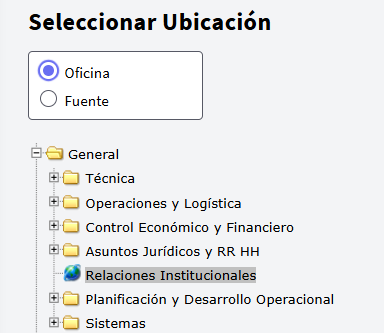 Seleccionar Ubicación
Oficina
Fuente
General
Técnica
Operaciones y Logística
Control Económico y Financiero
Asuntos Jurídicos y RR HH
Relaciones Institucionales
Planificación y Desarrollo Operacional
Sistemas